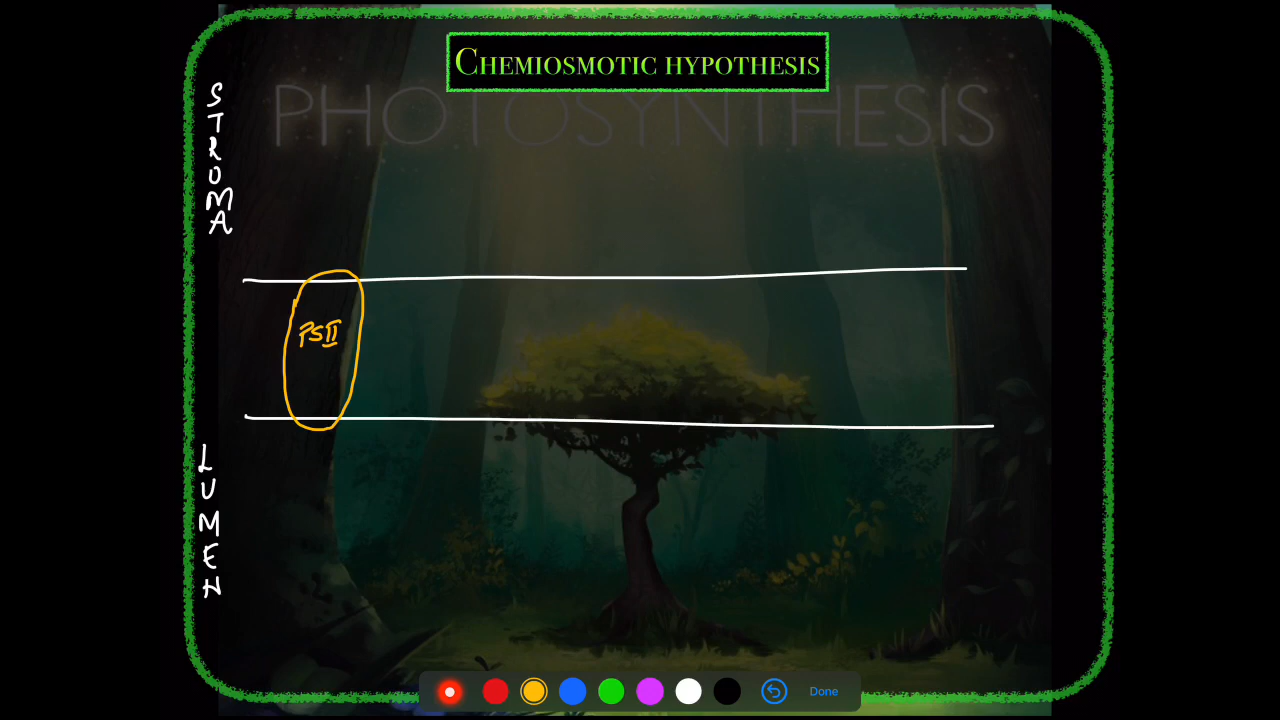 CHEMIOSMOTIC HYPOTHESIS
PHOTOSYNTHESIS
STROMA
PSII
LUMEN
Done